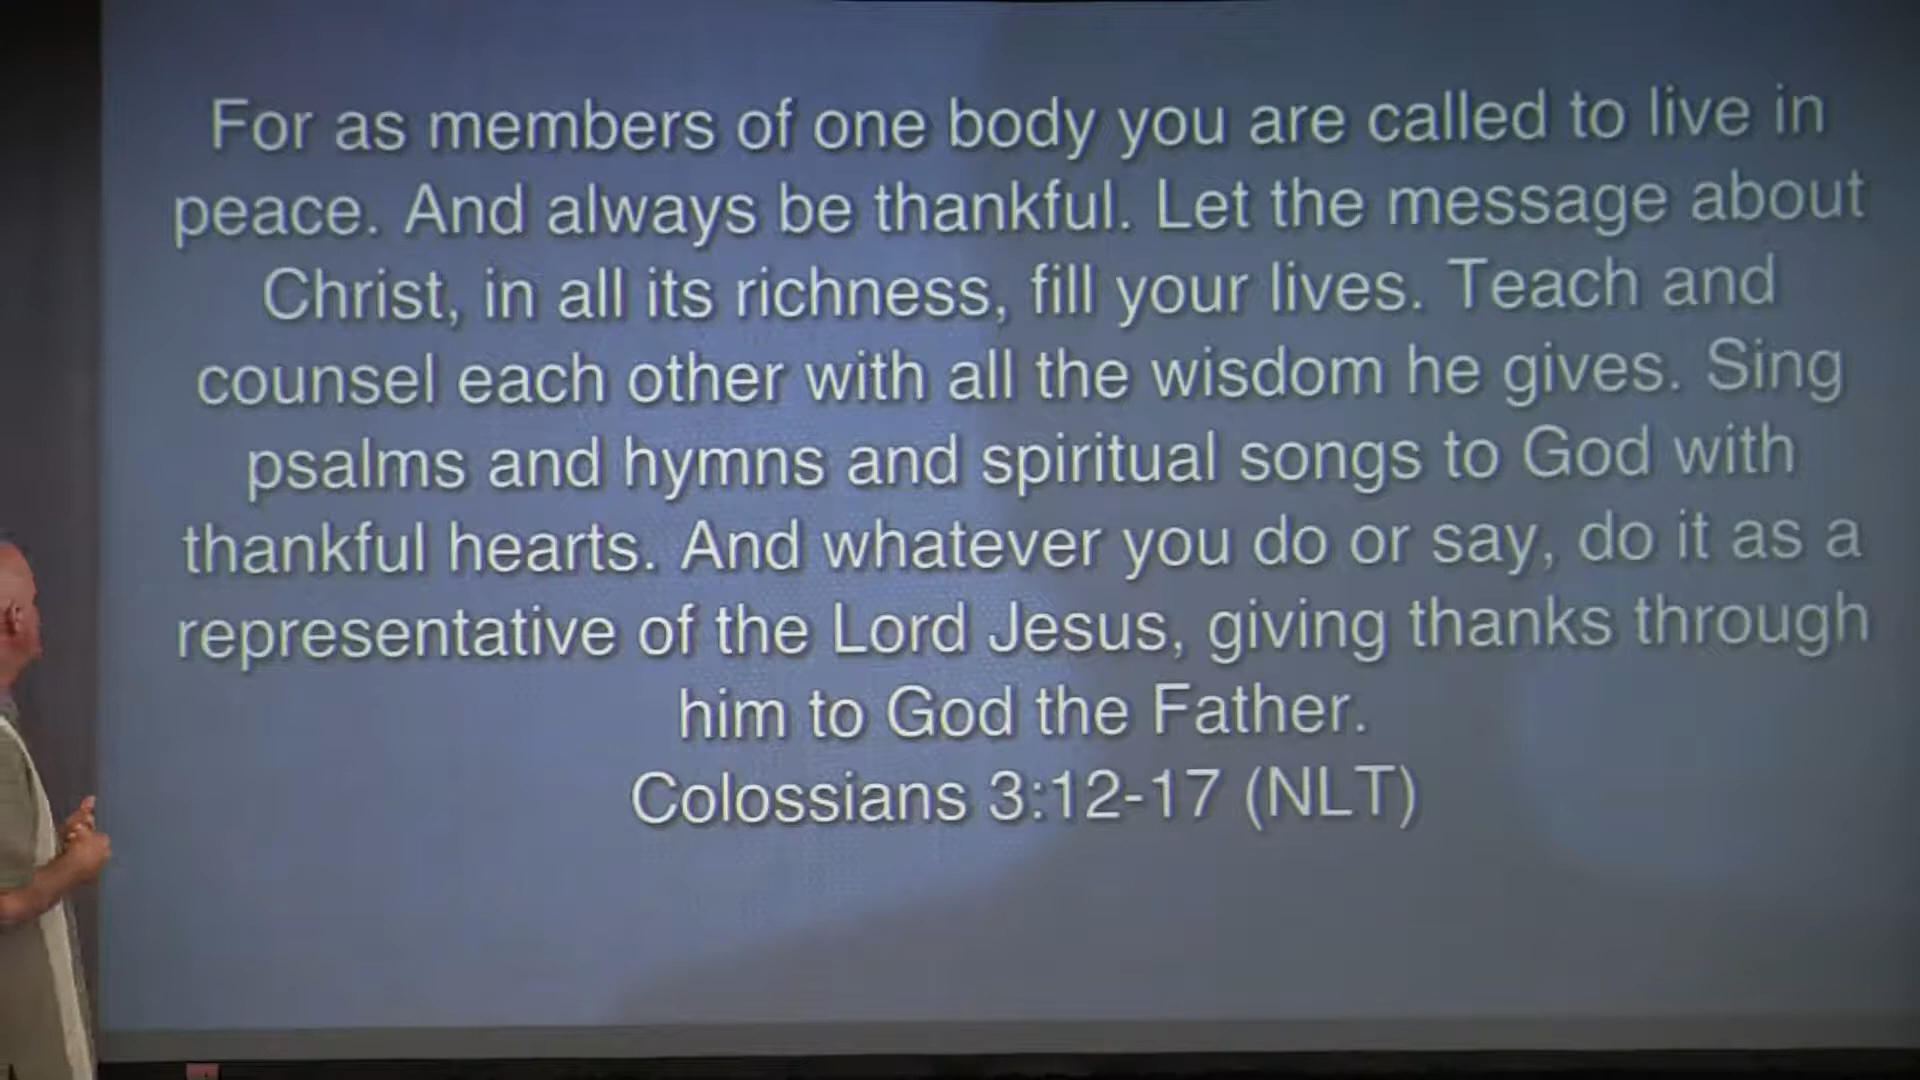 For as members of one body you are called to live in
peace. And always be thankful. Let the message about
Christ, in all its richness, fill your lives. Teach and
counsel each other with all the wisdom he gives. Sing
psalms and hymns and spiritual songs to God with
thankful hearts. And whatever you do or say, do it as a
representative of the Lord Jesus, giving thanks through
him to God the Father.
Colossians 3:12-17 (NLT)